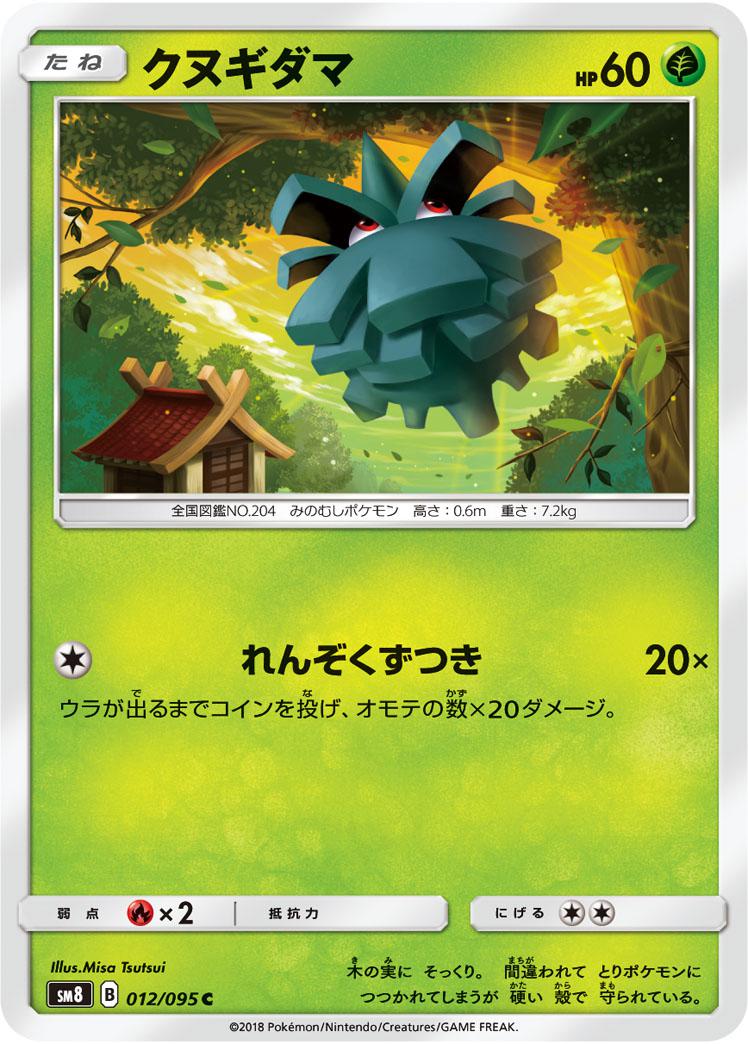 たね クヌギダマ HP60
全国図鑑NO.204 みのむしポケモン 高さ:0.6m 重さ:7.2kg
れんぞくずつき 20×
ウラが出るまでコインを投げ、オモテの数×20ダメージ。
弱点 ×2 抵抗力 にげる
Illus.Misa Tsutsui
SM8 B 012/095 C
木の実に そっくり。 間違われて とりポケモンに
つつかれてしまうが 硬い 殻で 守られている。
©2018 Pokémon/Nintendo/Creatures/GAME FREAK.